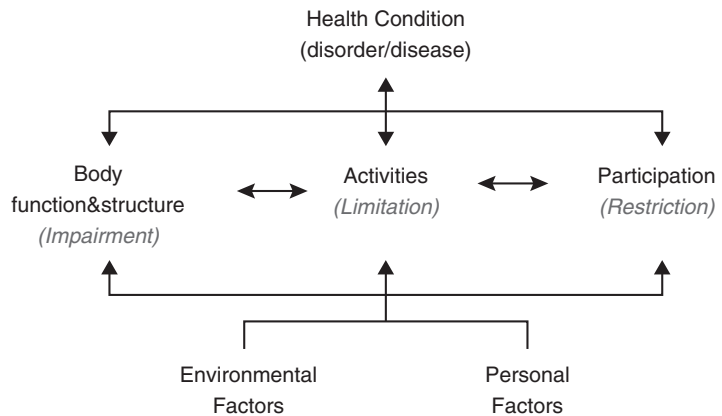 Health Condition
(disorder/disease)
Body
function&structure
(Impairment)
Activities
(Limitation)
Participation
(Restriction)
Environmental
Factors
Personal
Factors